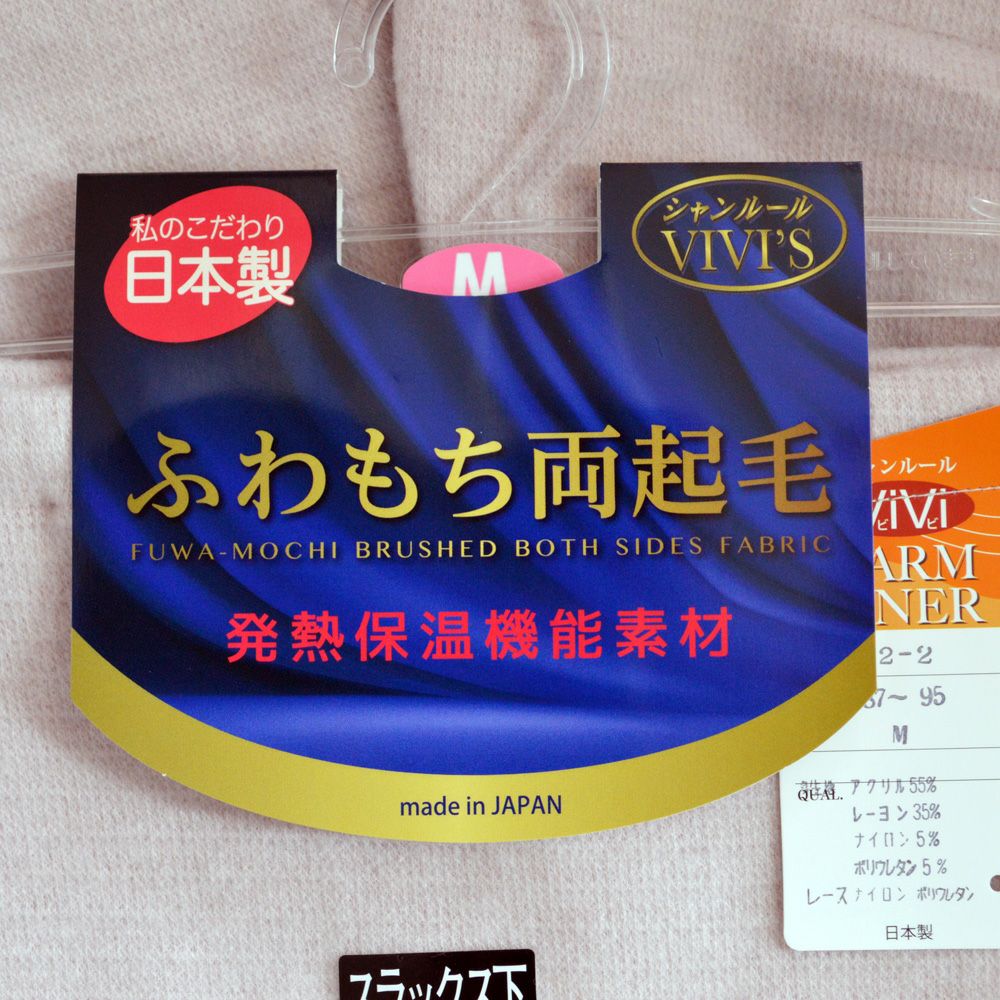 私のこだわり
日本製
シャンルール
VIVI'S
M
ふわもち両起毛
FUWA-MOCHI BRUSHED BOTH SIDES FABRIC
発熱保温機能素材
made in JAPAN
ンルール
ViVi
ビビ
ARM
NER
2-2
87～95
M
QUAL. アクリル55%
レーヨン35%
ナイロン5%
ポリウレタン5%
レースナイロン ポリウレタン
日本製
スラックス下